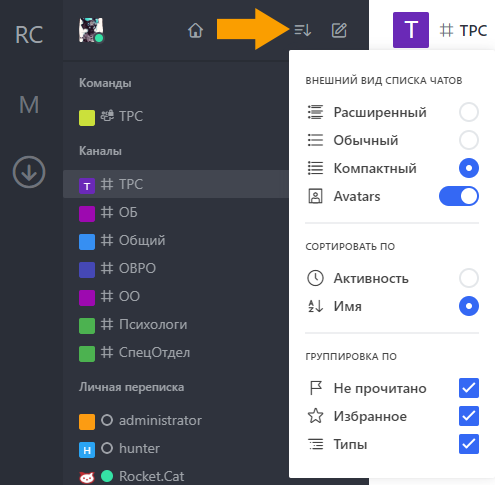 RC
M
Команды
ТРС
Каналы
T ТРС
ОБ
Общий
ОВРО
ОО
Психологи
СпецОтдел
Личная переписка
administrator
H hunter
Rocket.Cat
T ТРС
ВНЕШНИЙ ВИД СПИСКА ЧАТОВ
Расширенный
Обычный
Компактный
Avatars
СОРТИРОВАТЬ ПО
Активность
Имя
ГРУППИРОВКА ПО
Не прочитано
Избранное
Типы